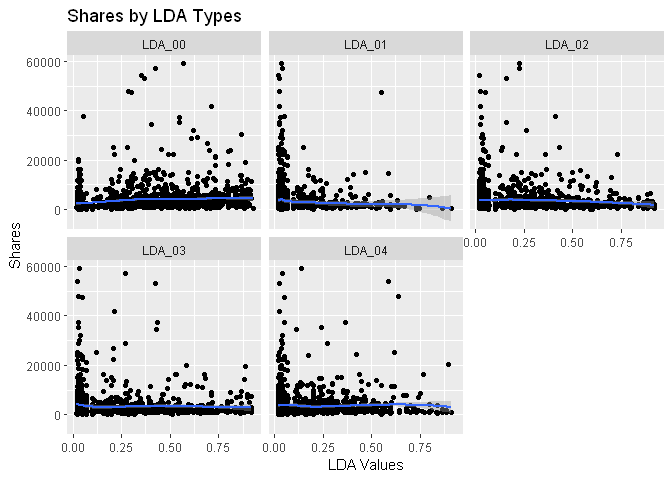 Shares by LDA Types
LDA_00 LDA_01 LDA_02
60000
40000
20000
0
0.00 0.25 0.50 0.75
LDA_03 LDA_04
60000
40000
20000
0
0.00 0.25 0.50 0.75 0.00 0.25 0.50 0.75
Shares
LDA Values